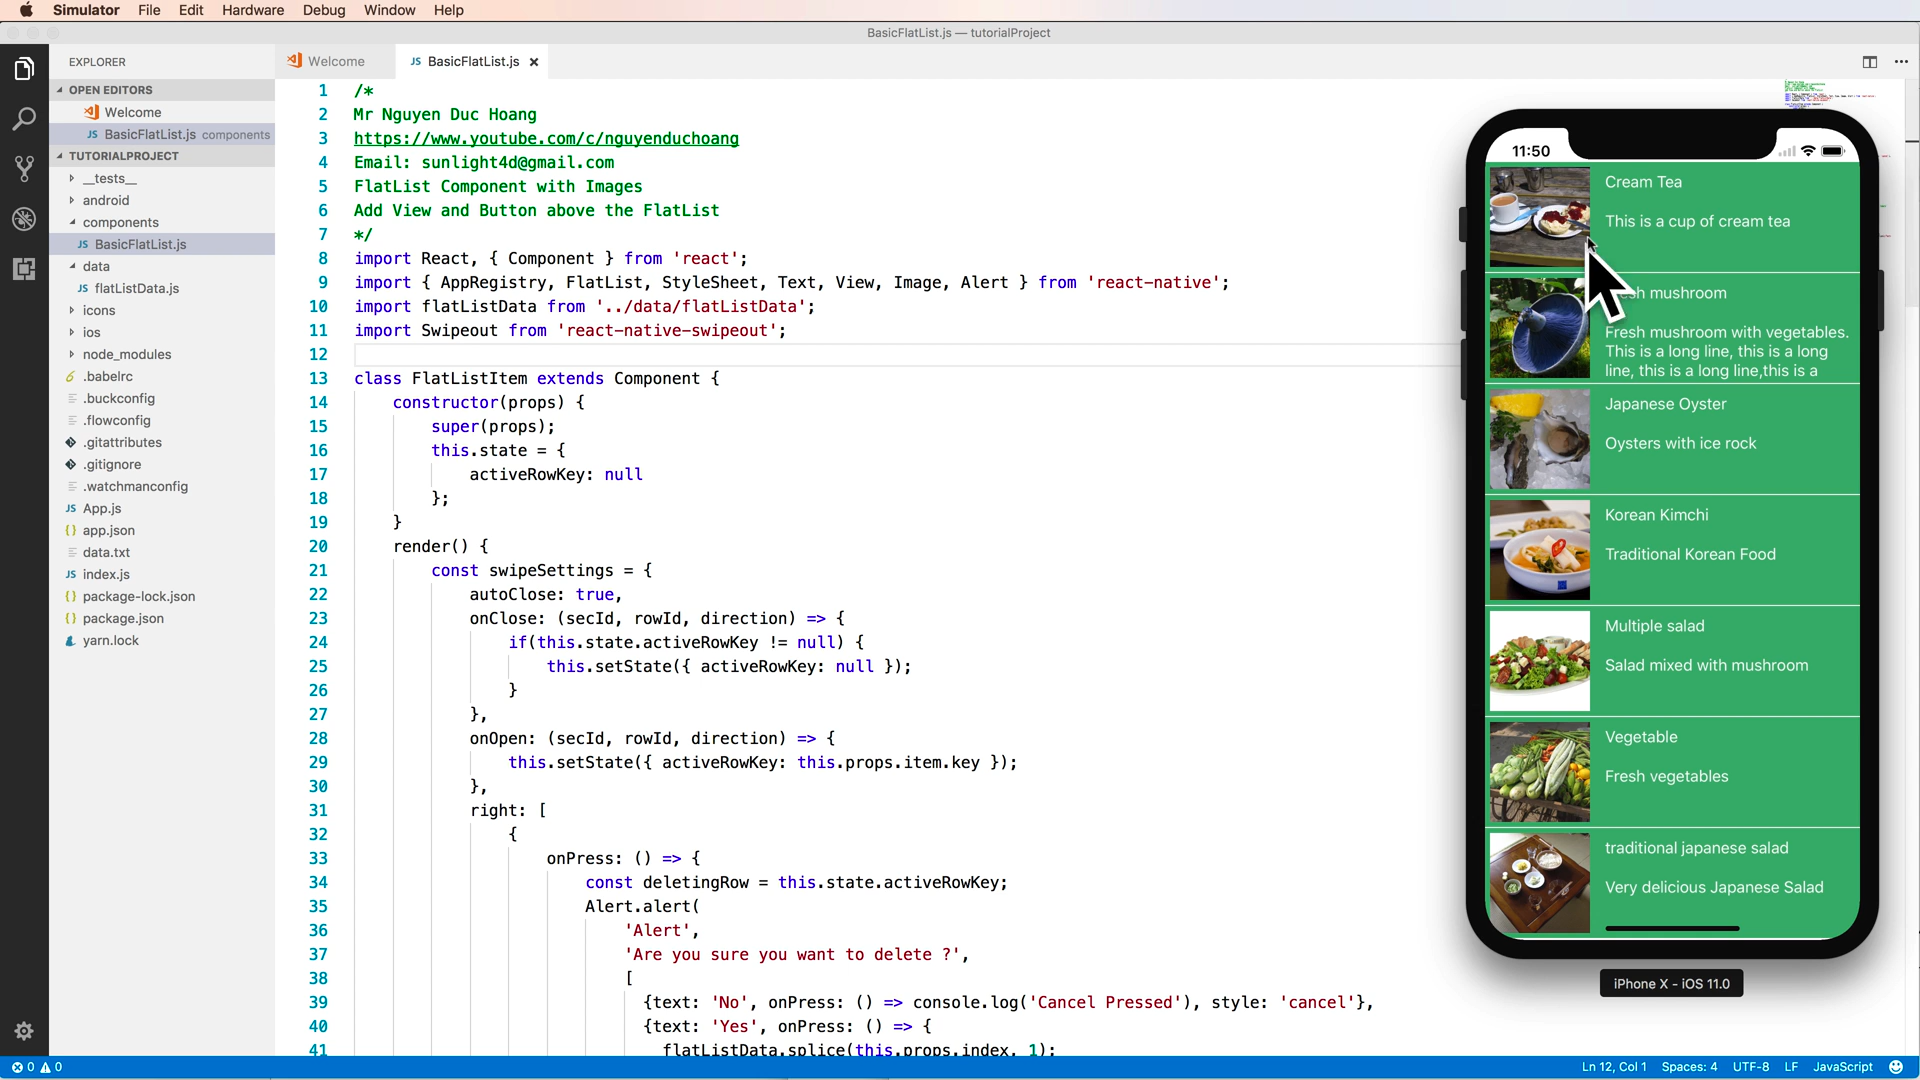 Simulator File Edit Hardware Debug Window Help
BasicFlatList.js — tutorialProject
EXPLORER
OPEN EDITORS
Welcome
JS BasicFlatList.js components
TUTORIALPROJECT
__tests__
android
components
JS BasicFlatList.js
data
JS flatListData.js
icons
ios
node_modules
.babelrc
.buckconfig
.flowconfig
.gitattributes
.gitignore
.watchmanconfig
JS App.js
{} app.json
data.txt
JS index.js
{} package-lock.json
{} package.json
yarn.lock
Welcome
JS BasicFlatList.js
1 /*
2 Mr Nguyen Duc Hoang
3 https://www.youtube.com/c/nguyenduchoang
4 Email: sunlight4d@gmail.com
5 FlatList Component with Images
6 Add View and Button above the FlatList
7 */
8 import React, { Component } from 'react';
9 import { AppRegistry, FlatList, StyleSheet, Text, View, Image, Alert } from 'react-native';
10 import flatListData from '../data/flatListData';
11 import Swipeout from 'react-native-swipeout';
12
13 class FlatListItem extends Component {
14 constructor(props) {
15 super(props);
16 this.state = {
17 activeRowKey: null
18 };
19 }
20 render() {
21 const swipeSettings = {
22 autoClose: true,
23 onClose: (secId, rowId, direction) => {
24 if(this.state.activeRowKey != null) {
25 this.setState({ activeRowKey: null });
26 }
27 },
28 onOpen: (secId, rowId, direction) => {
29 this.setState({ activeRowKey: this.props.item.key });
30 },
31 right: [
32 {
33 onPress: () => {
34 const deletingRow = this.state.activeRowKey;
35 Alert.alert(
36 'Alert',
37 'Are you sure you want to delete ?',
38 [
39 {text: 'No', onPress: () => console.log('Cancel Pressed'), style: 'cancel'},
40 {text: 'Yes', onPress: () => {
41 flatListData.splice(this.props.index, 1);
11:50
Cream Tea
This is a cup of cream tea
mushroom
Fresh mushroom with vegetables.
This is a long line, this is a long
line, this is a long line,this is a
Japanese Oyster
Oysters with ice rock
Korean Kimchi
Traditional Korean Food
Multiple salad
Salad mixed with mushroom
Vegetable
Fresh vegetables
traditional japanese salad
Very delicious Japanese Salad
iPhone X - iOS 11.0
0 0
Ln 12, Col 1 Spaces: 4 UTF-8 LF JavaScript